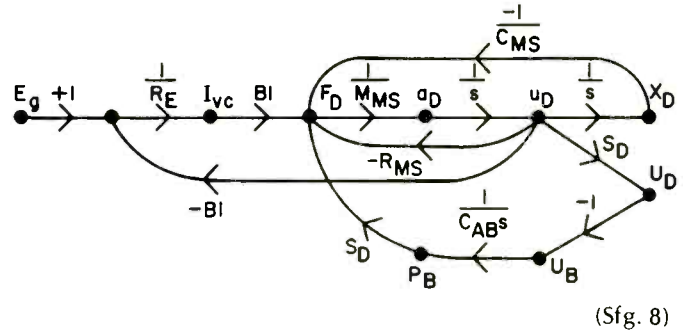 -1
C_MS
E_g +1 1 I_vc Bl F_D 1 a_D 1 u_D 1 X_D
R_E M_MS s s
-R_MS
S_D
-Bl
U_D
1
C_AB s
-1
S_D
P_B U_B
(Sfg. 8)